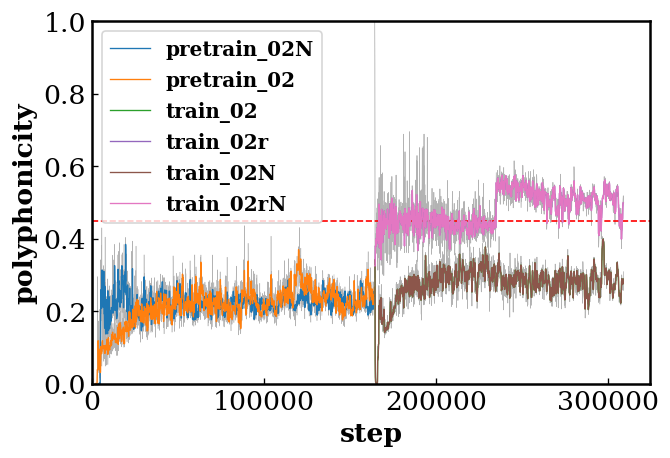 1.0
0.8
0.6
0.4
0.2
0.0
polyphonicity
pretrain_02N
pretrain_02
train_02
train_02r
train_02N
train_02rN
0
100000
200000
300000
step